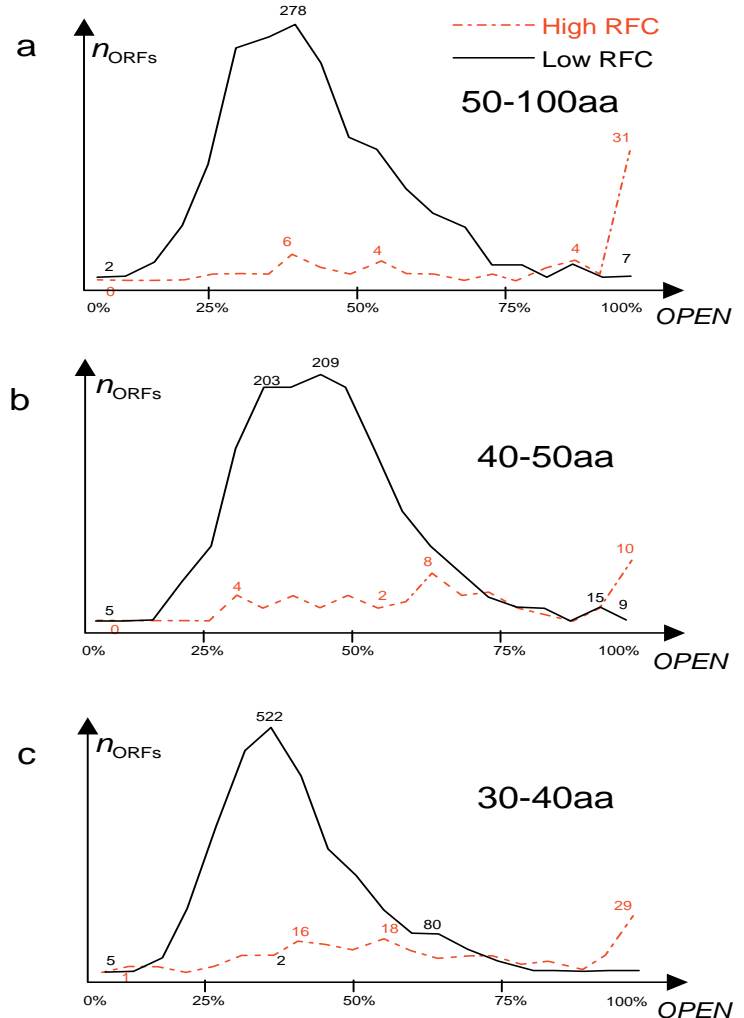 278
High RFC
Low RFC
a
nORFs
50-100aa
31
6
4
4
7
2
0
0%
25%
50%
75%
100%
OPEN
b
nORFs
203
209
40-50aa
10
8
4
2
15
9
5
0
0%
25%
50%
75%
100%
OPEN
c
nORFs
522
30-40aa
29
16
18
80
5
2
1
0%
25%
50%
75%
100%
OPEN